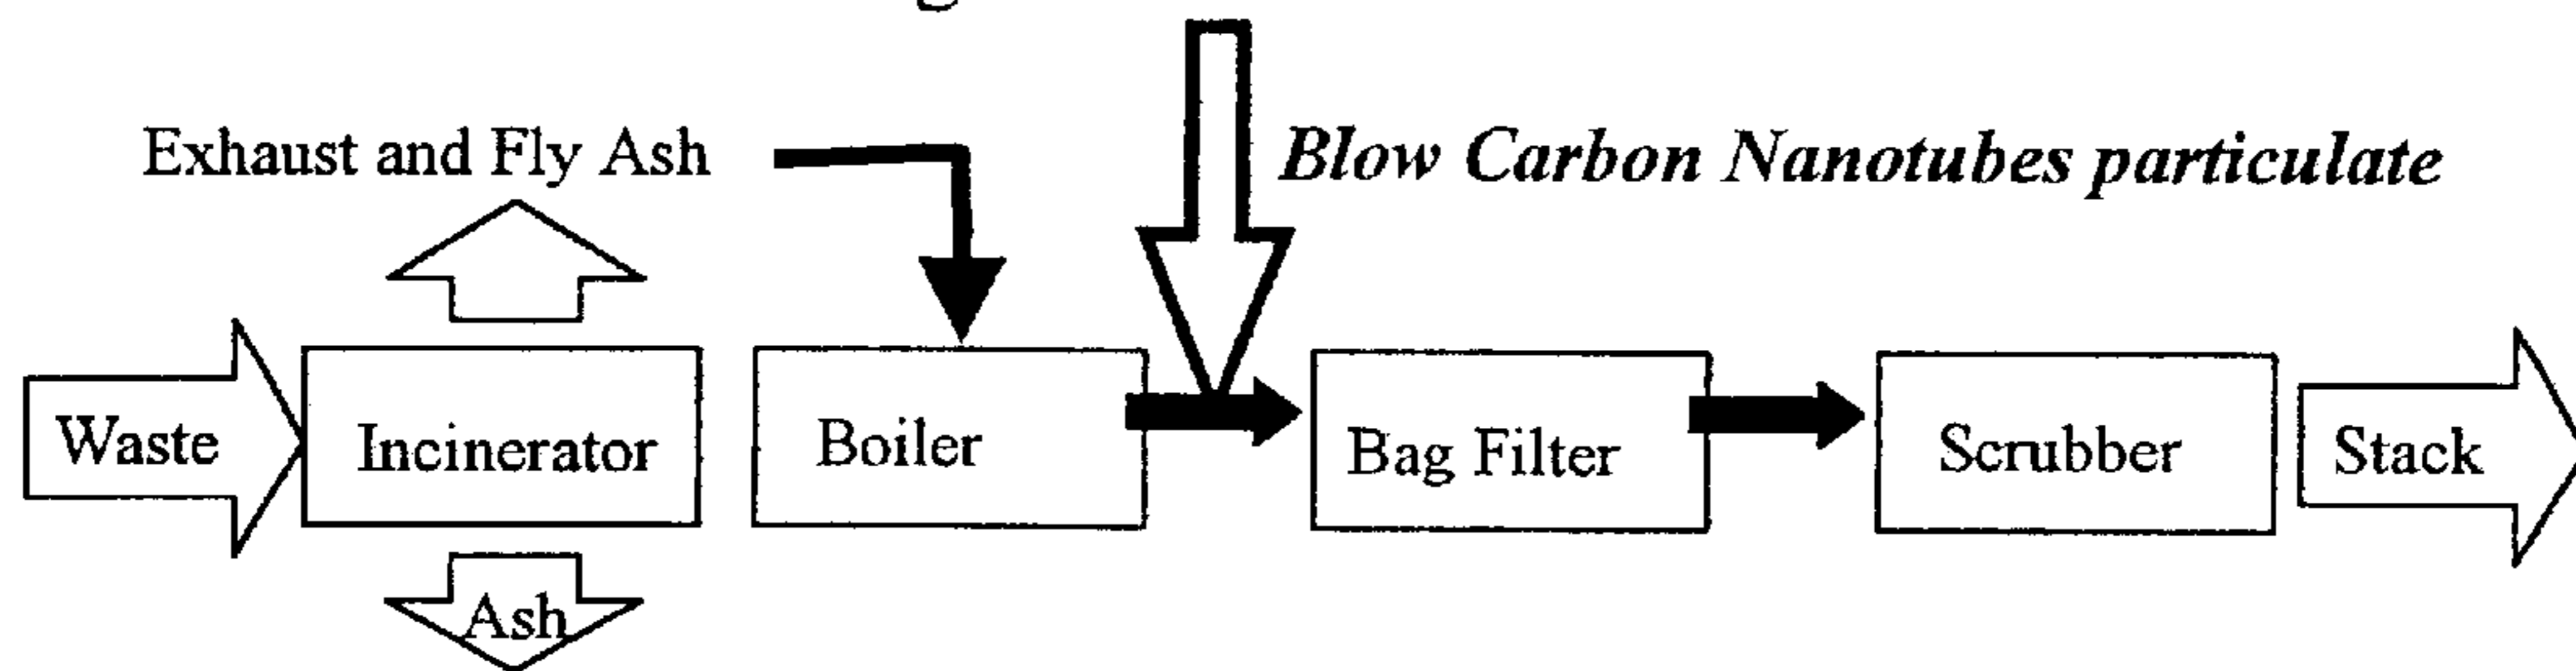 Exhaust and Fly Ash
Blow Carbon Nanotubes particulate
Waste
Incinerator
Boiler
Bag Filter
Scrubber
Stack
Ash